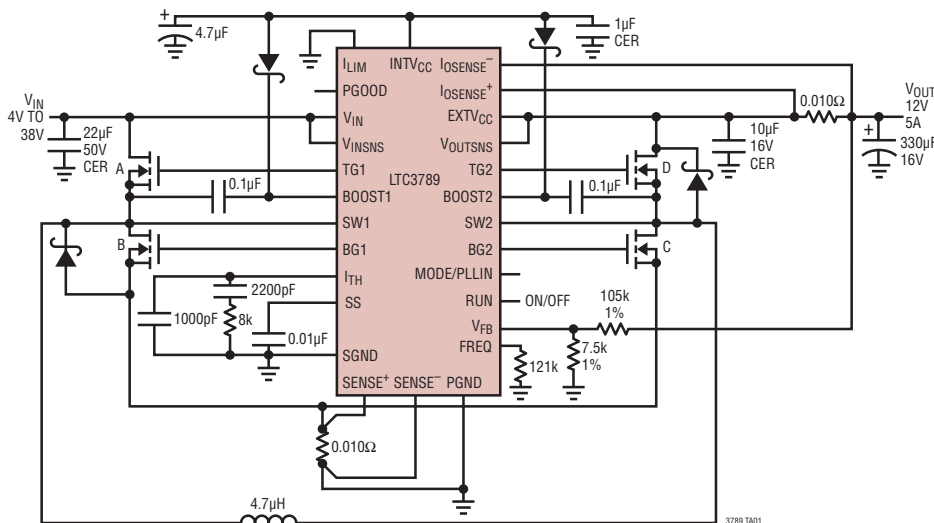 +
4.7µF
1µF
CER
ILIM
INTVCC
IOSENSE−
PGOOD
IOSENSE+
0.010Ω
VIN
4V TO
38V
VIN
EXTVCC
VOUT
12V
5A
22µF
50V
CER
VINSNS
VOUTSNS
10µF
16V
CER
+
330µF
16V
A
TG1
TG2
D
LTC3789
0.1µF
BOOST1
BOOST2
0.1µF
SW1
SW2
B
BG1
BG2
C
ITH
MODE/PLLIN
2200pF
SS
RUN
ON/OFF
1000pF
8k
0.01µF
VFB
105k
1%
SGND
FREQ
121k
7.5k
1%
SENSE+ SENSE− PGND
0.010Ω
4.7µH
3789 TA01